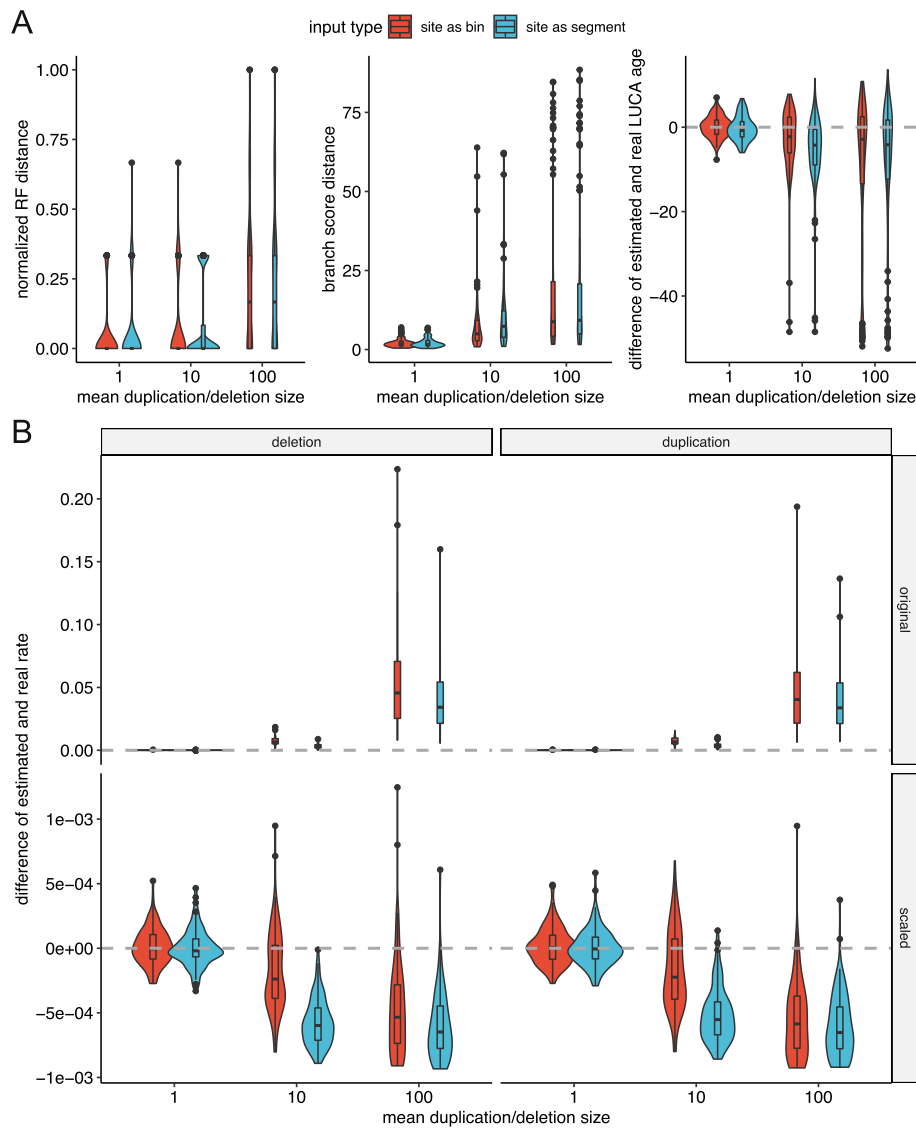 A
input type site as bin site as segment
normalized RF distance
1.00
0.75
0.50
0.25
0.00
1 10 100
mean duplication/deletion size
branch score distance
75
50
25
0
1 10 100
mean duplication/deletion size
difference of estimated and real LUCA age
0
−20
−40
1 10 100
mean duplication/deletion size
B
deletion duplication
difference of estimated and real rate
0.20
0.15
0.10
0.05
0.00
original
1e−03
5e−04
0e+00
−5e−04
−1e−03
scaled
1 10 100 1 10 100
mean duplication/deletion size